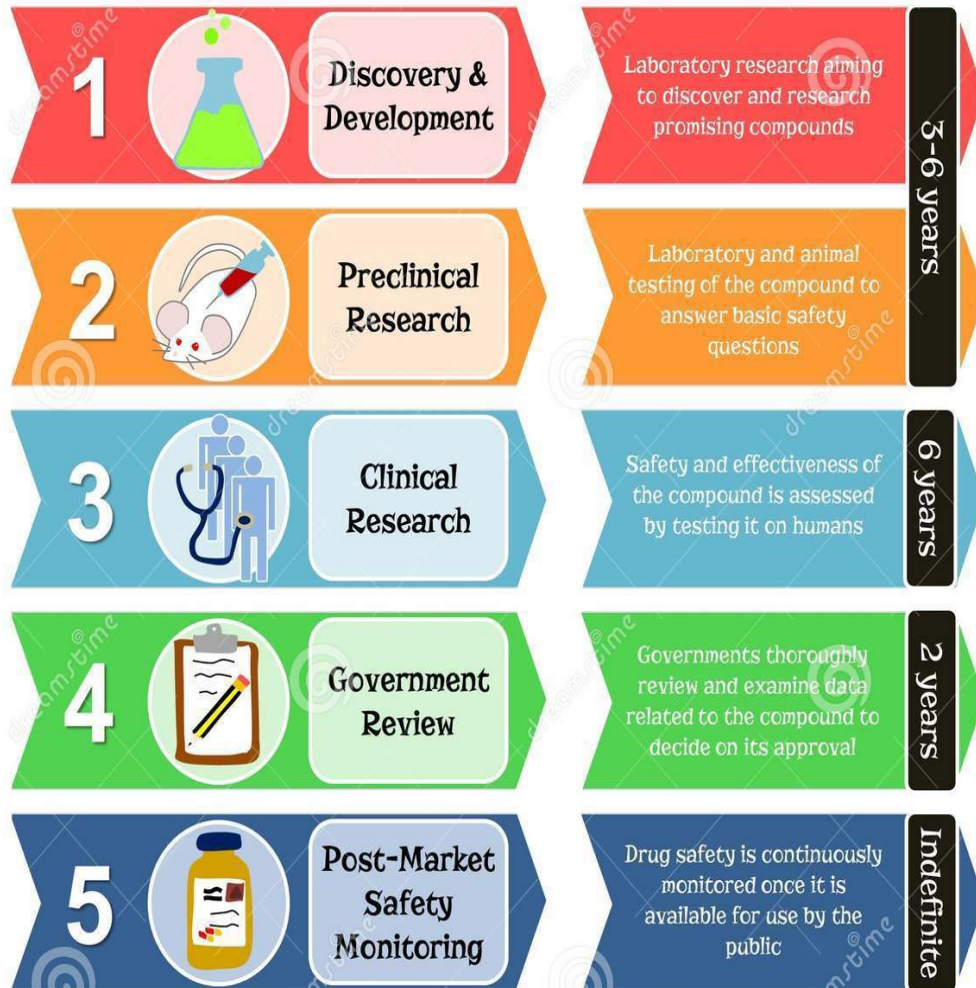 1
Discovery &
Development
Laboratory research aiming
to discover and research
promising compounds
3-6 years
2
Preclinical
Research
Laboratory and animal
testing of the compound to
answer basic safety
questions
3
Clinical
Research
Safety and effectiveness of
the compound is assessed
by testing it on humans
6 years
4
Government
Review
Governments thoroughly
review and examine data
related to the compound to
decide on its approval
2 years
5
Post-Market
Safety
Monitoring
Drug safety is continuously
monitored once it is
available for use by the
public
Indefinite
dreamstime